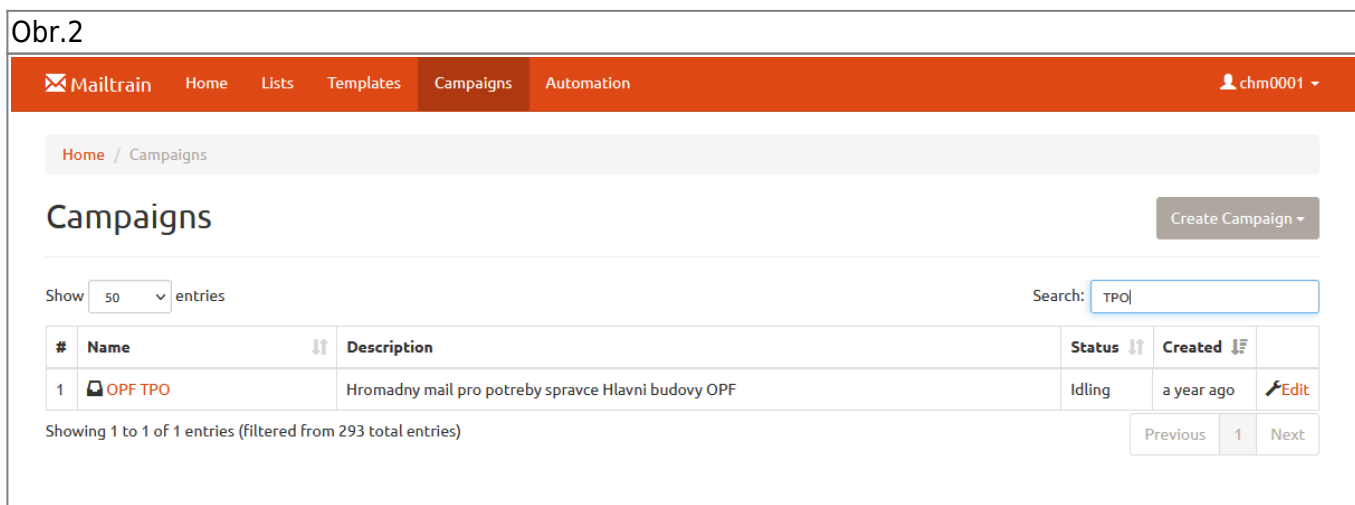 Obr.2
Mailtrain Home Lists Templates Campaigns Automation chm0001
Home / Campaigns
Campaigns Create Campaign
Show 50 entries Search: TPO
# Name Description Status Created
1 OPF TPO Hromadny mail pro potreby spravce Hlavni budovy OPF Idling a year ago Edit
Showing 1 to 1 of 1 entries (filtered from 293 total entries) Previous 1 Next